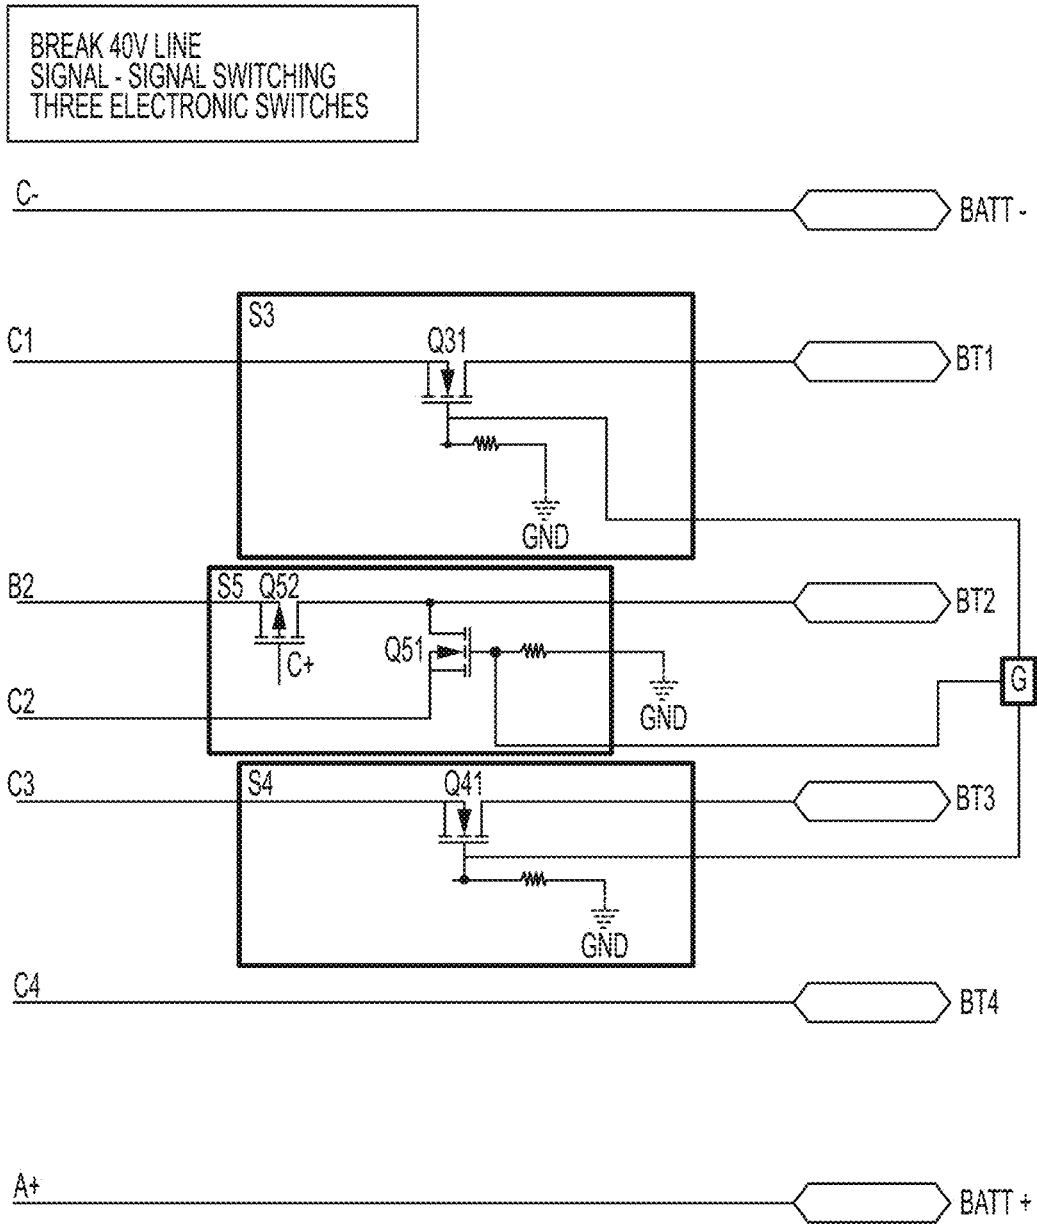 BREAK 40V LINE
SIGNAL - SIGNAL SWITCHING
THREE ELECTRONIC SWITCHES
C-
BATT -
S3
C1
Q31
BT1
GND
B2
S5 Q52
BT2
Q51
C+
G
C2
GND
C3
S4
Q41
BT3
GND
C4
BT4
A+
BATT +